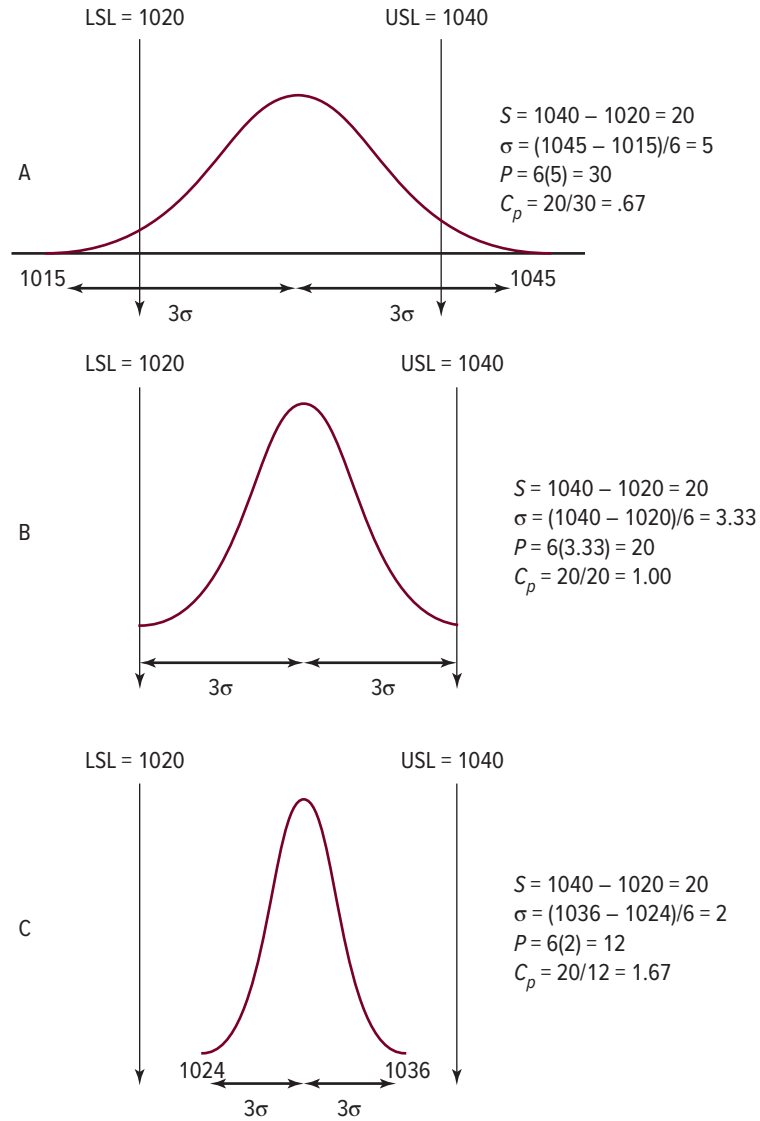 LSL = 1020 USL = 1040
A
S = 1040 – 1020 = 20
σ = (1045 – 1015)/6 = 5
P = 6(5) = 30
Cp = 20/30 = .67
1015 1045
3σ 3σ
LSL = 1020 USL = 1040
B
S = 1040 – 1020 = 20
σ = (1040 – 1020)/6 = 3.33
P = 6(3.33) = 20
Cp = 20/20 = 1.00
3σ 3σ
LSL = 1020 USL = 1040
C
S = 1040 – 1020 = 20
σ = (1036 – 1024)/6 = 2
P = 6(2) = 12
Cp = 20/12 = 1.67
1024 1036
3σ 3σ